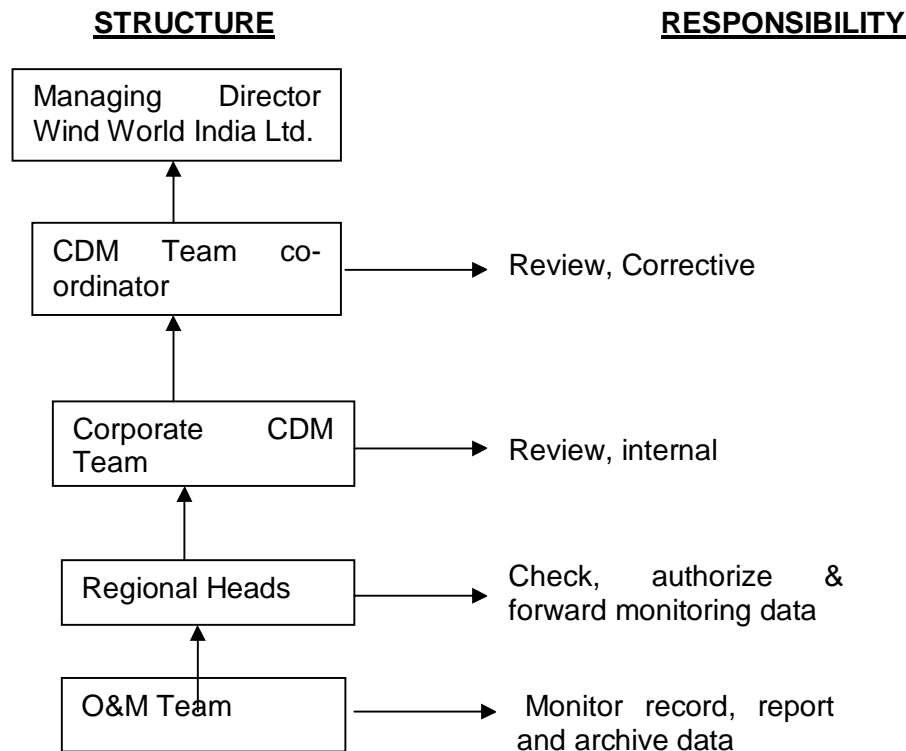 STRUCTURE
RESPONSIBILITY
Managing Director
Wind World India Ltd.
CDM Team co-
ordinator
Review, Corrective
Corporate CDM
Team
Review, internal
Regional Heads
Check, authorize &
forward monitoring data
O&M Team
Monitor record, report
and archive data